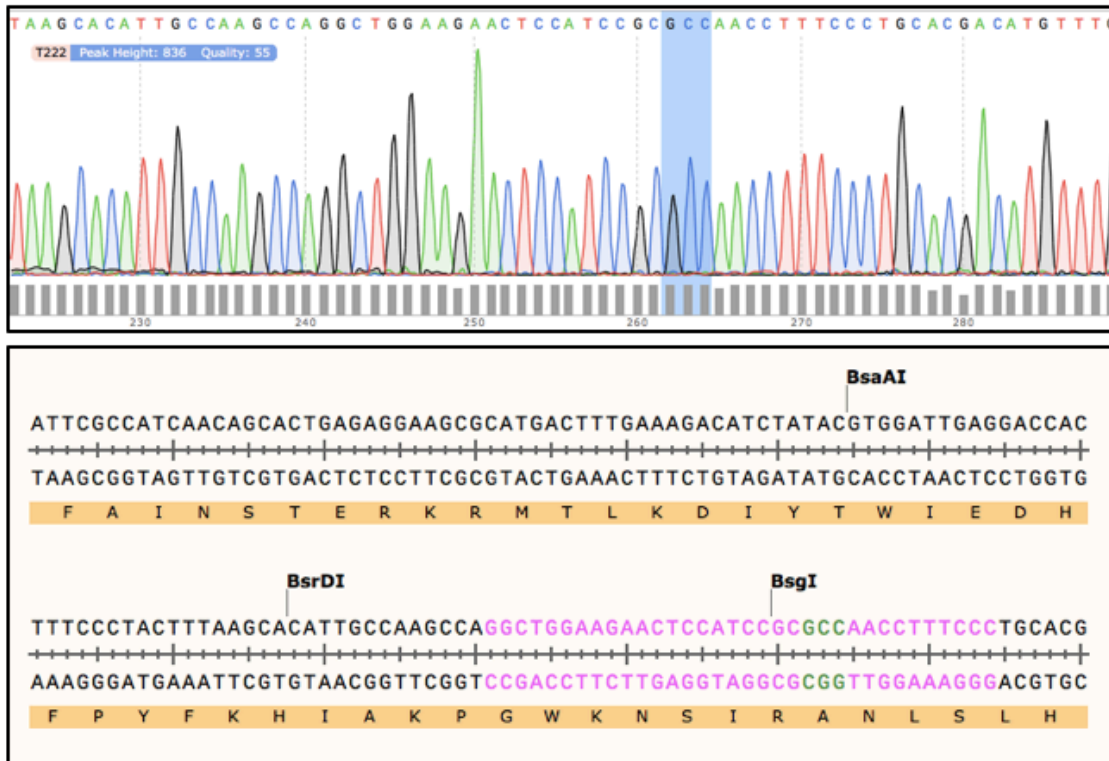 TAAGCACATTGCCAAGCCAGGCTGGAAGAACTCCATCCGCGCCAACCTTTCCCTGCACGACATGTTT
T222 Peak Height: 836 Quality: 55
230 240 250 260 270 280
BsaAI
ATTCGCCATCAACAGCACTGAGAGGAAGCGCATGACTTTGAAAGACATCTATACGTGGATTGAGGACCAC
TAAGCGGTAGTTGTCGTGACTCTCCTTCGCGTACTGAAACTTTCTGTAGATATGCACCTAACTCCTGGTG
F A I N S T E R K R M T L K D I Y T W I E D H
BsrDI BsgI
TTTCCCTACTTTAAGCACATTGCCAAGCCAGGCTGGAAGAACTCCATCCGCGCCAACCTTTCCCTGCACG
AAAGGGATGAAATTCGTGTAACGGTTCGGTCCGACCTTCTTGAGGTAGGCGCGGTTGGAAAGGGACGTGC
F P Y F K H I A K P G W K N S I R A N L S L H